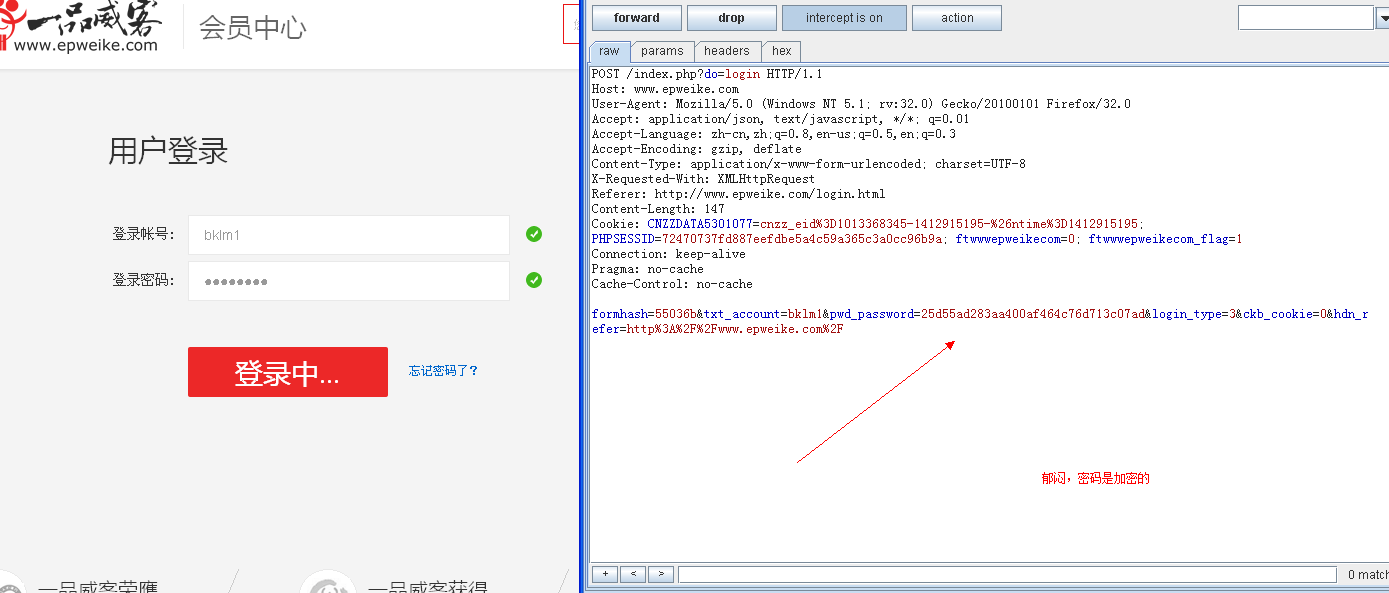 一品威客
www.epweike.com
会员中心
用户登录
登录帐号:
bklm1
登录密码:
••••••••
登录中...
忘记密码了?
一品威客荣膺
一品威客获得
forward
drop
intercept is on
action
raw
params
headers
hex
POST /index.php?do=login HTTP/1.1
Host: www.epweike.com
User-Agent: Mozilla/5.0 (Windows NT 5.1; rv:32.0) Gecko/20100101 Firefox/32.0
Accept: application/json, text/javascript, */*; q=0.01
Accept-Language: zh-cn,zh;q=0.8,en-us;q=0.5,en;q=0.3
Accept-Encoding: gzip, deflate
Content-Type: application/x-www-form-urlencoded; charset=UTF-8
X-Requested-With: XMLHttpRequest
Referer: http://www.epweike.com/login.html
Content-Length: 147
Cookie: CNZZDATA5301077=cnzz_eid%3D1013368345-1412915195-%26ntime%3D1412915195;
PHPSESSID=72470737fd887eefdbe5a4c59a365c3a0cc96b9a; ftwwwepweikecom=0; ftwwwepweikecom_flag=1
Connection: keep-alive
Pragma: no-cache
Cache-Control: no-cache
formhash=55036b&txt_account=bklm1&pwd_password=25d55ad283aa400af464c76d713c07ad&login_type=3&ckb_cookie=0&hdn_r
efer=http%3A%2F%2Fwww.epweike.com%2F
郁闷，密码是加密的
+
<
>
0 match